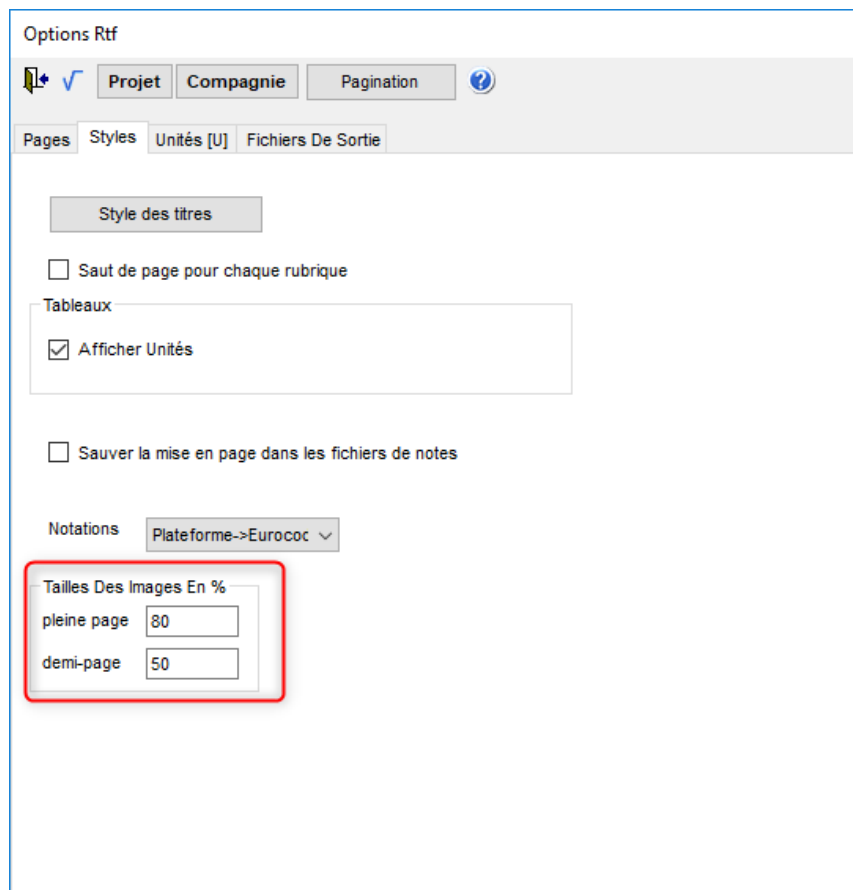 Options Rtf
Projet Compagnie Pagination ?
Pages Styles Unités [U] Fichiers De Sortie
Style des titres
Saut de page pour chaque rubrique
Tableaux
Afficher Unités
Sauver la mise en page dans les fichiers de notes
Notations Plateforme->Eurococ
Tailles Des Images En %
pleine page 80
demi-page 50